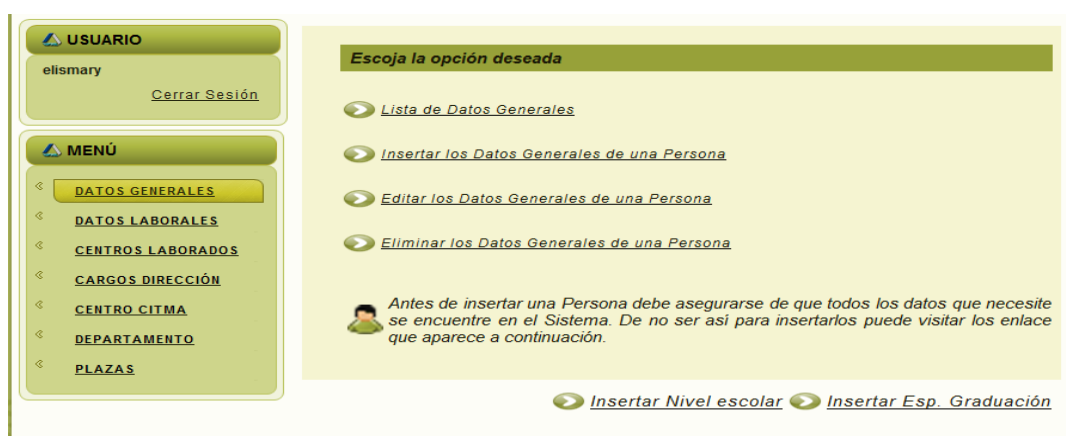 USUARIO
elismary
Cerrar Sesión
MENÚ
DATOS GENERALES
DATOS LABORALES
CENTROS LABORADOS
CARGOS DIRECCIÓN
CENTRO CITMA
DEPARTAMENTO
PLAZAS
Escoja la opción deseada
Lista de Datos Generales
Insertar los Datos Generales de una Persona
Editar los Datos Generales de una Persona
Eliminar los Datos Generales de una Persona
Antes de insertar una Persona debe asegurarse de que todos los datos que necesite
se encuentre en el Sistema. De no ser así para insertarlos puede visitar los enlace
que aparece a continuación.
Insertar Nivel escolar Insertar Esp. Graduación